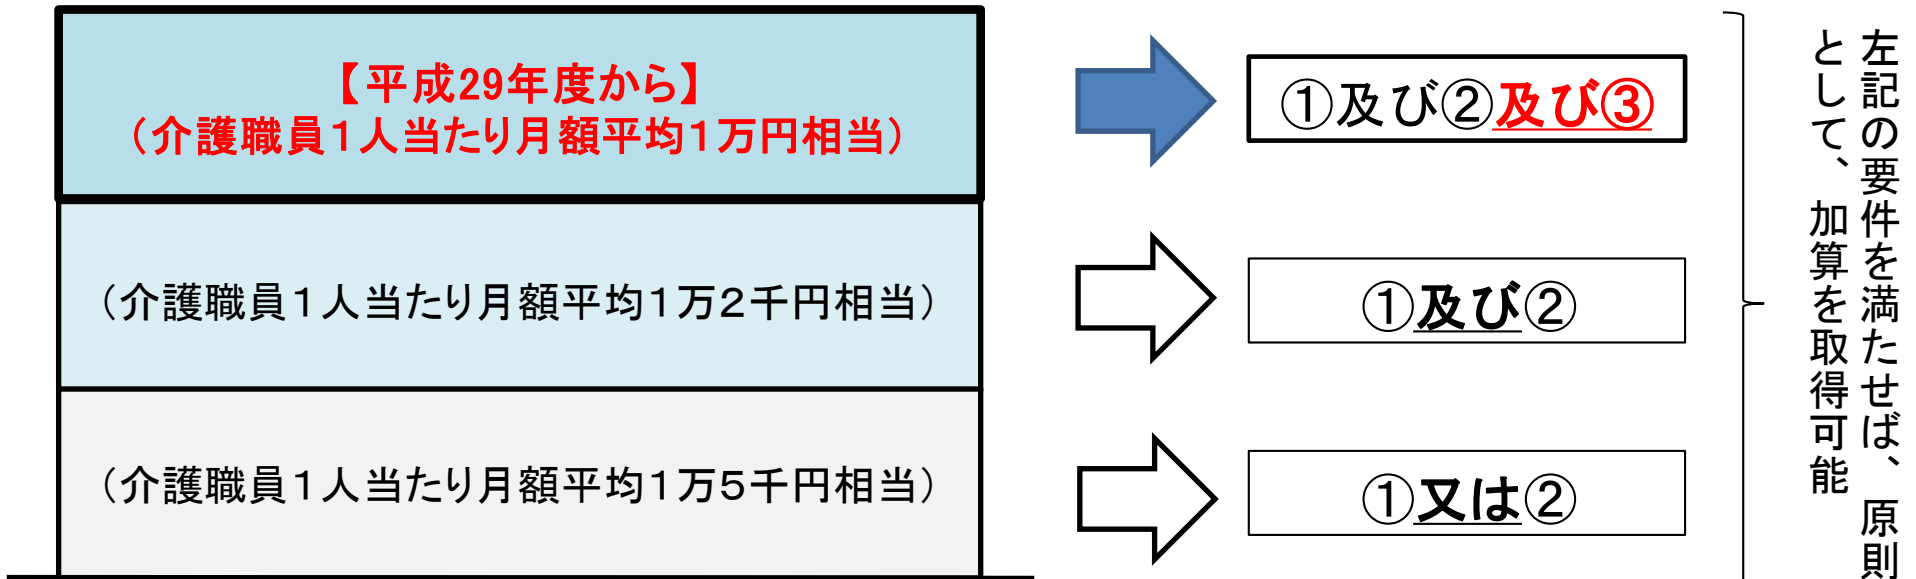 【平成29年度から】
（介護職員１人当たり月額平均１万円相当）
①及び②及び③
（介護職員１人当たり月額平均１万２千円相当）
①及び②
（介護職員１人当たり月額平均１万５千円相当）
①又は②
左記の要件を満たせば、原則
として、加算を取得可能